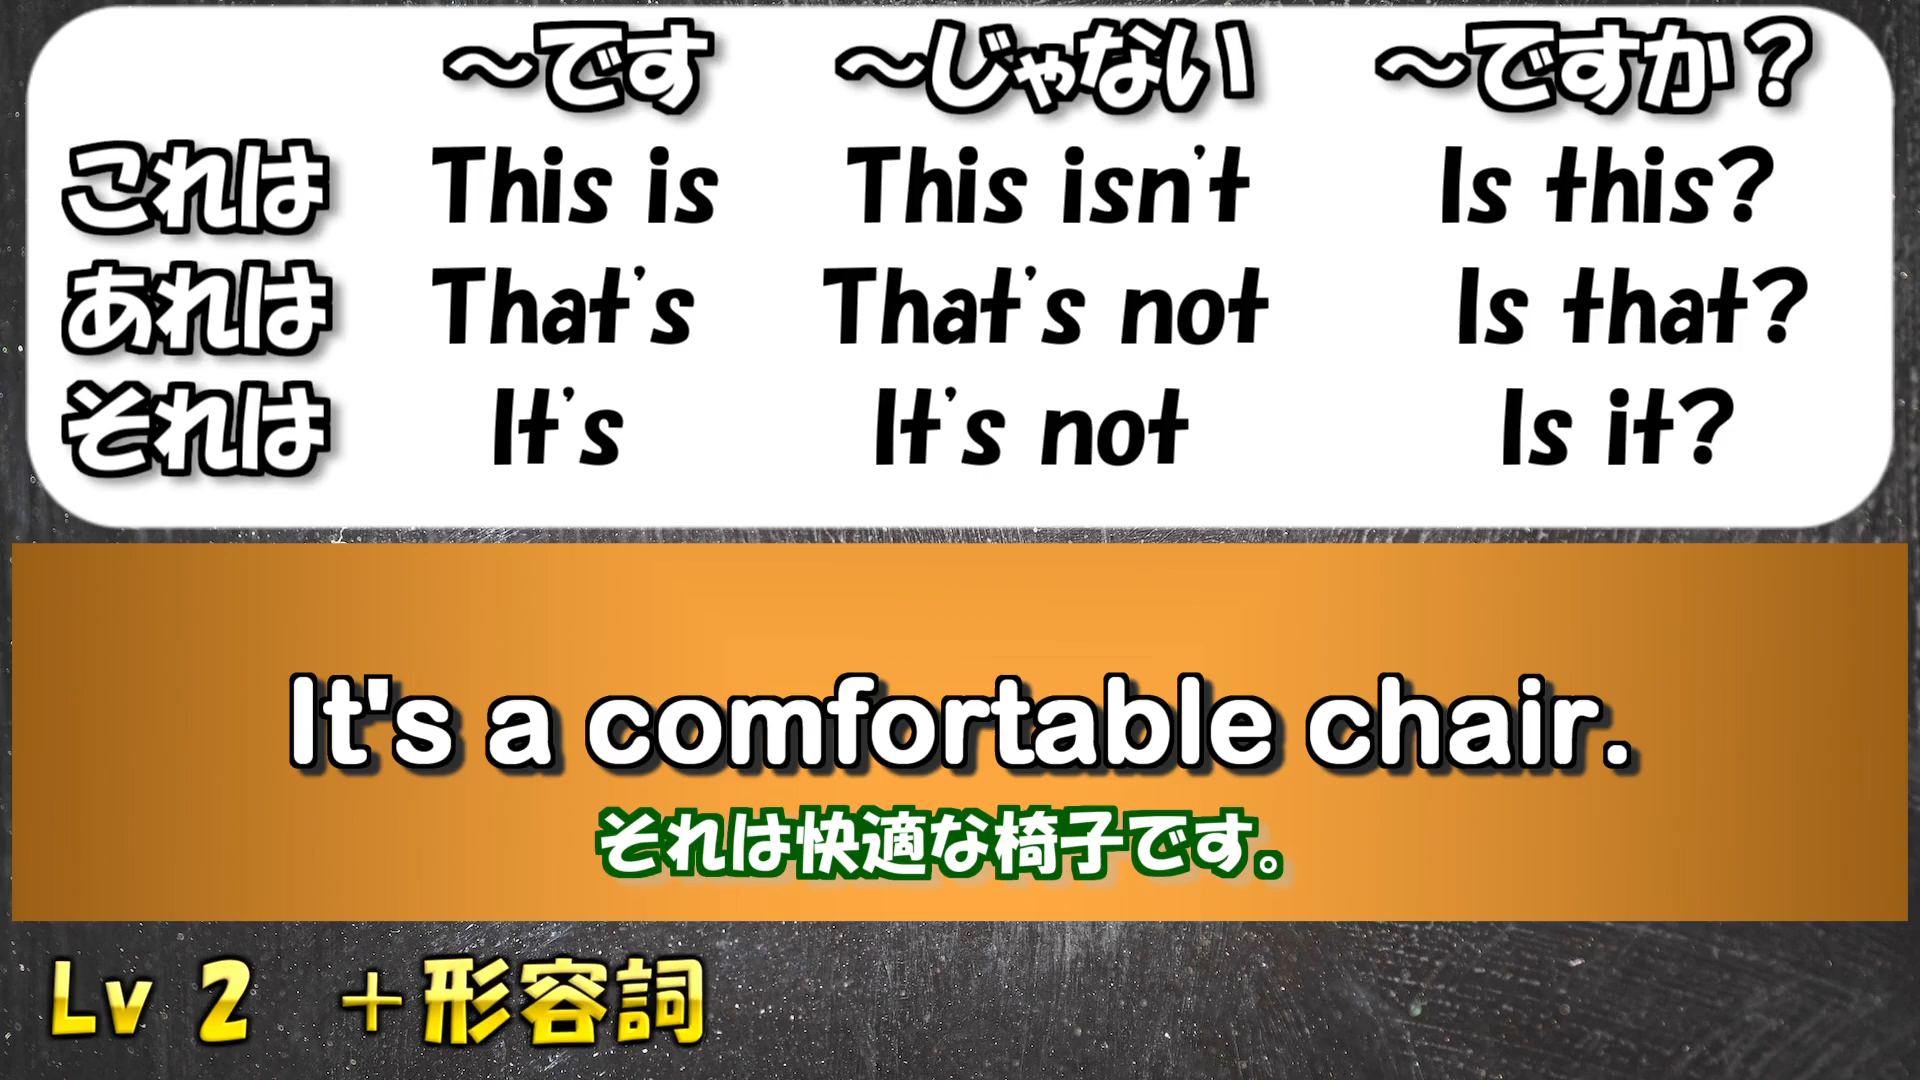 ～です ～じゃない ～ですか？
これは This is This isn't Is this?
あれは That's That's not Is that?
それは It's It's not Is it?
It's a comfortable chair.
それは快適な椅子です。
Lv 2 ＋形容詞